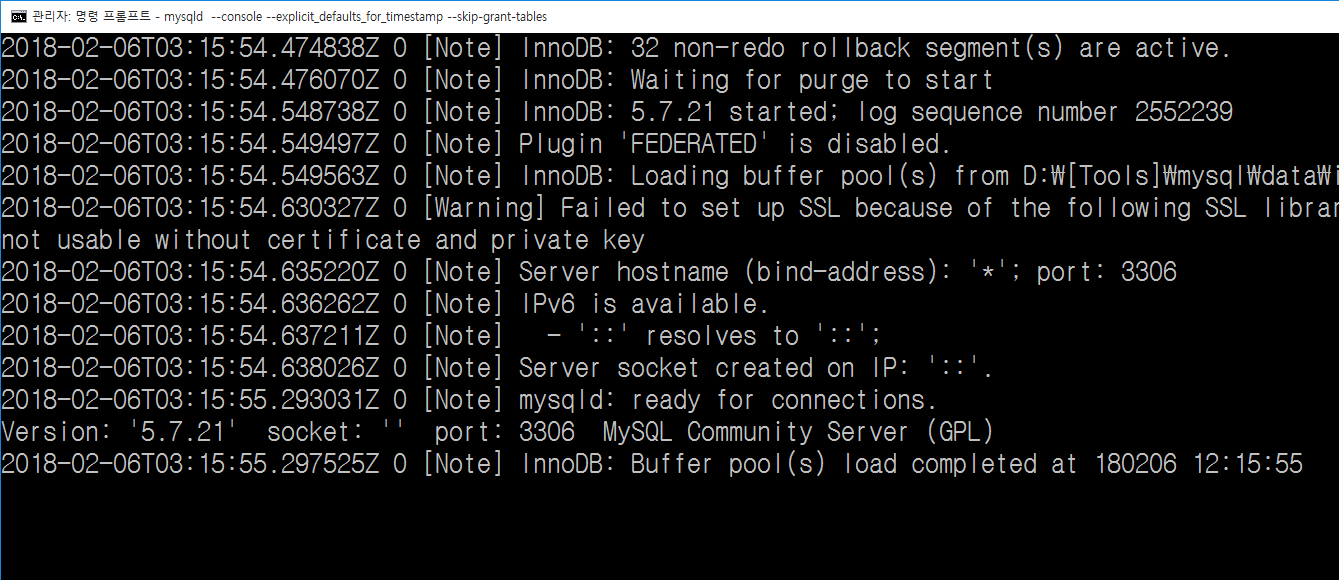 관리자: 명령 프롬프트 - mysqld  --console --explicit_defaults_for_timestamp --skip-grant-tables
2018-02-06T03:15:54.474838Z 0 [Note] InnoDB: 32 non-redo rollback segment(s) are active.
2018-02-06T03:15:54.476070Z 0 [Note] InnoDB: Waiting for purge to start
2018-02-06T03:15:54.548738Z 0 [Note] InnoDB: 5.7.21 started; log sequence number 2552239
2018-02-06T03:15:54.549497Z 0 [Note] Plugin 'FEDERATED' is disabled.
2018-02-06T03:15:54.549563Z 0 [Note] InnoDB: Loading buffer pool(s) from D:₩[Tools]₩mysql₩data₩i
2018-02-06T03:15:54.630327Z 0 [Warning] Failed to set up SSL because of the following SSL librar
not usable without certificate and private key
2018-02-06T03:15:54.635220Z 0 [Note] Server hostname (bind-address): '*'; port: 3306
2018-02-06T03:15:54.636262Z 0 [Note] IPv6 is available.
2018-02-06T03:15:54.637211Z 0 [Note]   - '::' resolves to '::';
2018-02-06T03:15:54.638026Z 0 [Note] Server socket created on IP: '::'.
2018-02-06T03:15:55.293031Z 0 [Note] mysqld: ready for connections.
Version: '5.7.21'  socket: ''  port: 3306  MySQL Community Server (GPL)
2018-02-06T03:15:55.297525Z 0 [Note] InnoDB: Buffer pool(s) load completed at 180206 12:15:55